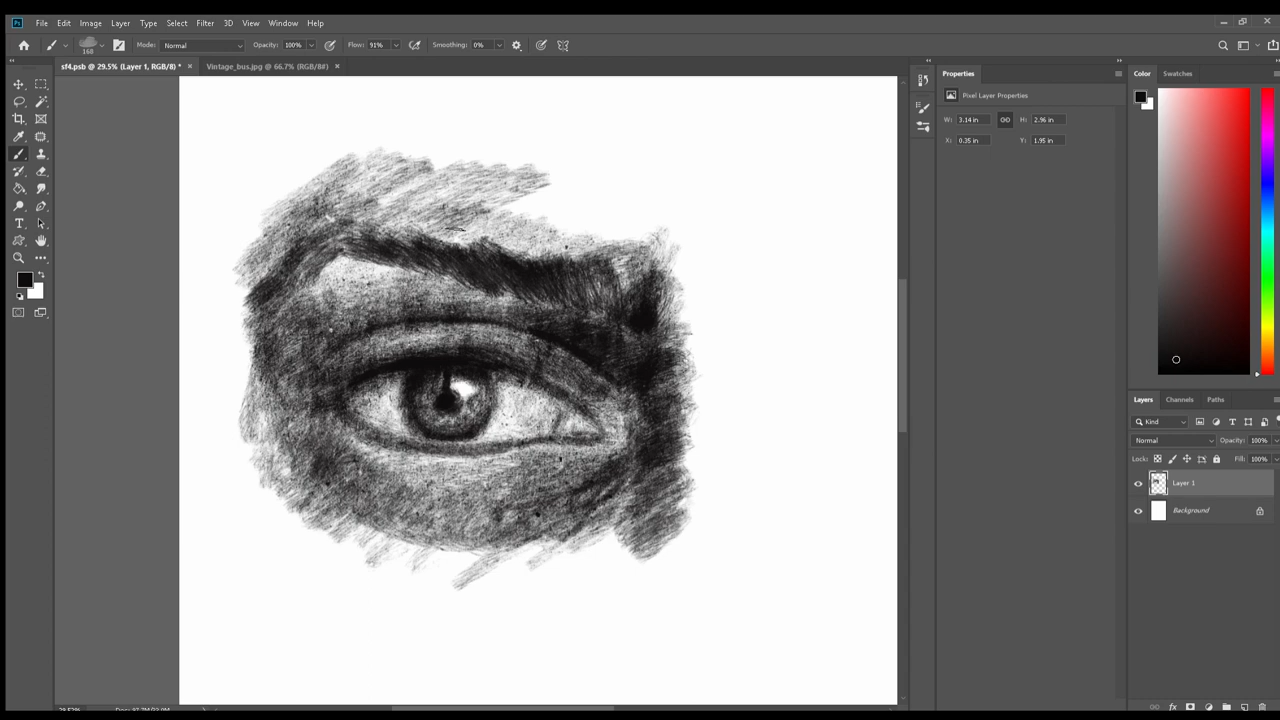 Ps File Edit Image Layer Type Select Filter 3D View Window Help
168 Mode: Normal Opacity: 100% Flow: 91% Smoothing: 0%
sf4.psb @ 29.5% (Layer 1, RGB/8) * × Vintage_bus.jpg @ 66.7% (RGB/8#) ×
Properties
Pixel Layer Properties
W: 3.14 in H: 2.96 in
X: 0.35 in Y: 1.95 in
Color Swatches
Layers Channels Paths
Kind
Normal Opacity: 100%
Lock: Fill: 100%
Layer 1
Background
fx